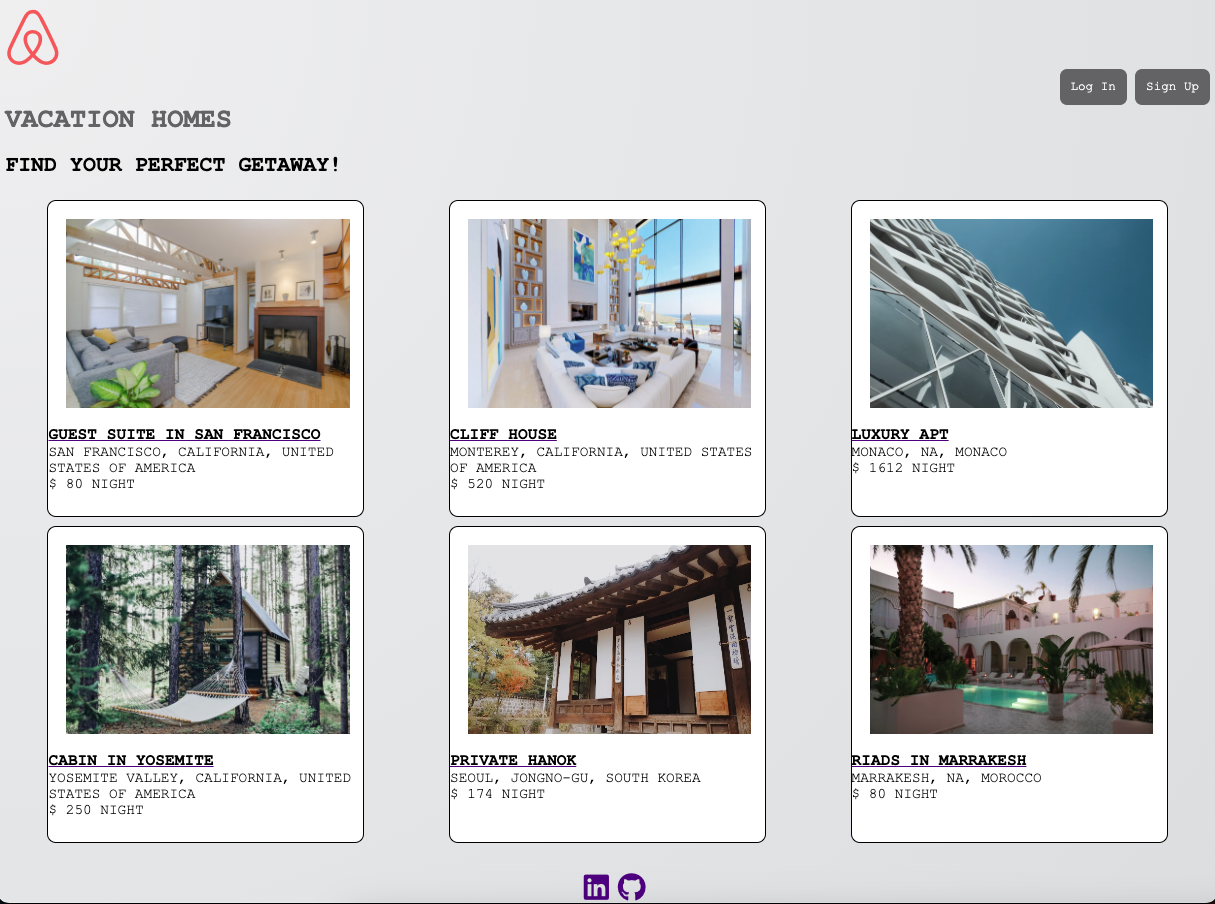 Log In
Sign Up
VACATION HOMES
FIND YOUR PERFECT GETAWAY!
GUEST SUITE IN SAN FRANCISCO
SAN FRANCISCO, CALIFORNIA, UNITED
STATES OF AMERICA
$ 80 NIGHT
CLIFF HOUSE
MONTEREY, CALIFORNIA, UNITED STATES
OF AMERICA
$ 520 NIGHT
LUXURY APT
MONACO, NA, MONACO
$ 1612 NIGHT
CABIN IN YOSEMITE
YOSEMITE VALLEY, CALIFORNIA, UNITED
STATES OF AMERICA
$ 250 NIGHT
PRIVATE HANOK
SEOUL, JONGNO-GU, SOUTH KOREA
$ 174 NIGHT
RIADS IN MARRAKESH
MARRAKESH, NA, MOROCCO
$ 80 NIGHT
in